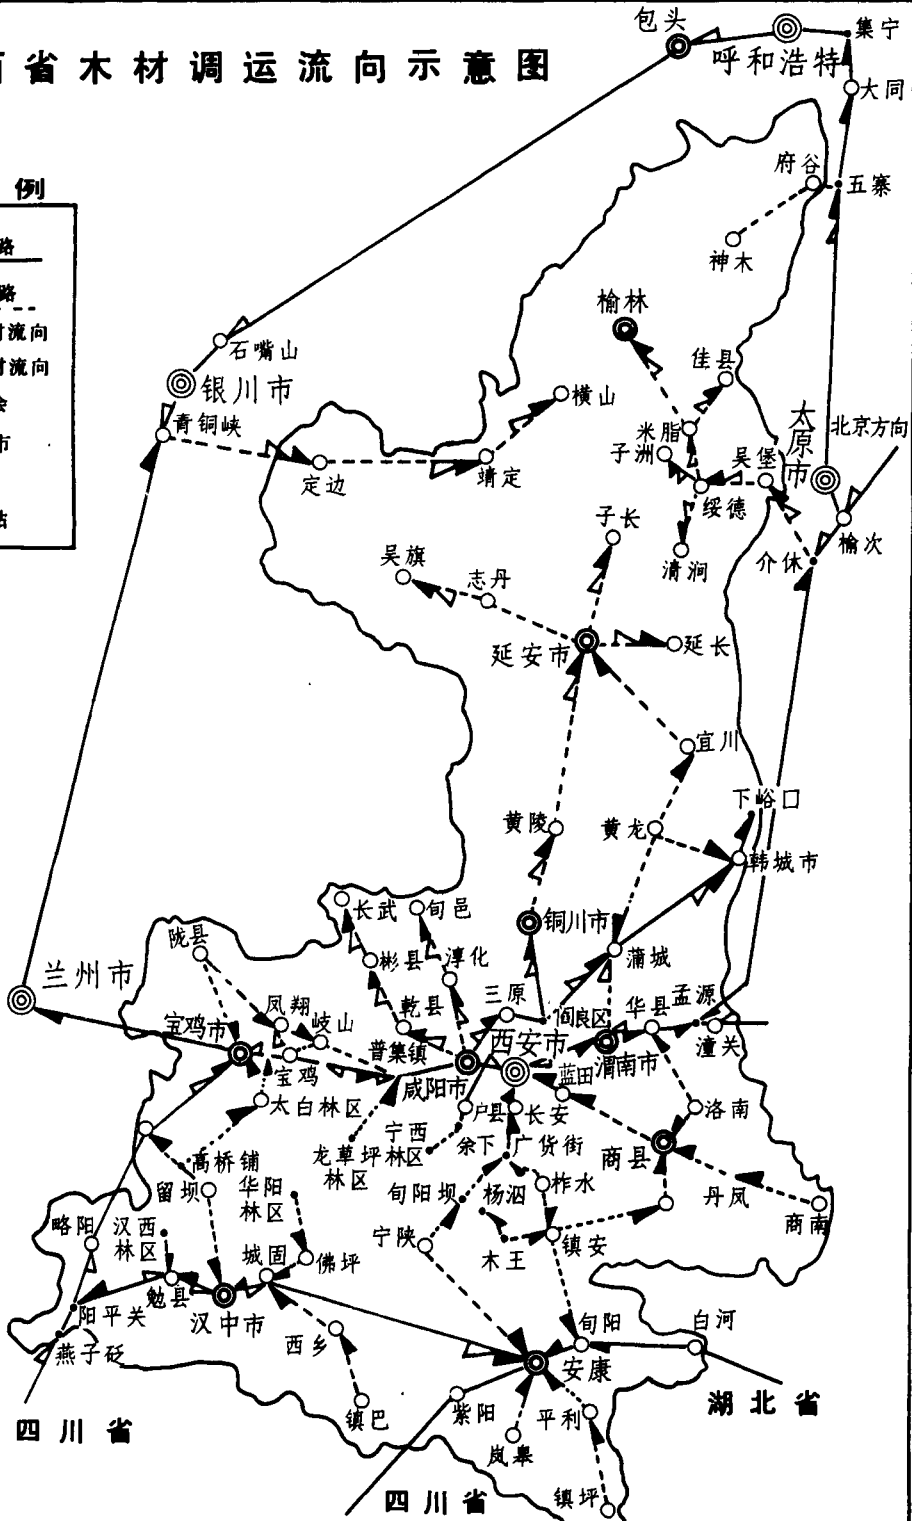 省木材调运流向示意图
例
路
路
材流向
材流向
市
站
包头
呼和浩特
集宁
大同
府谷
五寨
神木
榆林
佳县
石嘴山
银川市
横山
太原市
北京方向
青铜峡
米脂
子洲
吴堡
定边
靖定
绥德
榆次
子长
吴旗
志丹
清涧
介休
延安市
延长
宜川
下峪口
黄陵
黄龙
韩城市
长武
旬邑
铜川市
陇县
彬县
淳化
蒲城
兰州市
凤翔
岐山
乾县
三原
阎良区
华县
孟源
宝鸡市
普集镇
西安市
渭南市
潼关
宝鸡
咸阳市
蓝田
太白林区
户县
长安
洛南
龙草坪林区
宁西林区
余下
广货街
商县
高桥铺
留坝
华阳林区
旬阳坝
杨泗
柞水
丹凤
商南
略阳
汉西林区
宁陕
木王
镇安
城固
佛坪
勉县
汉中市
阳平关
燕子砭
西乡
旬阳
白河
安康
湖北省
镇巴
紫阳
平利
四川省
岚皋
四川省
镇坪